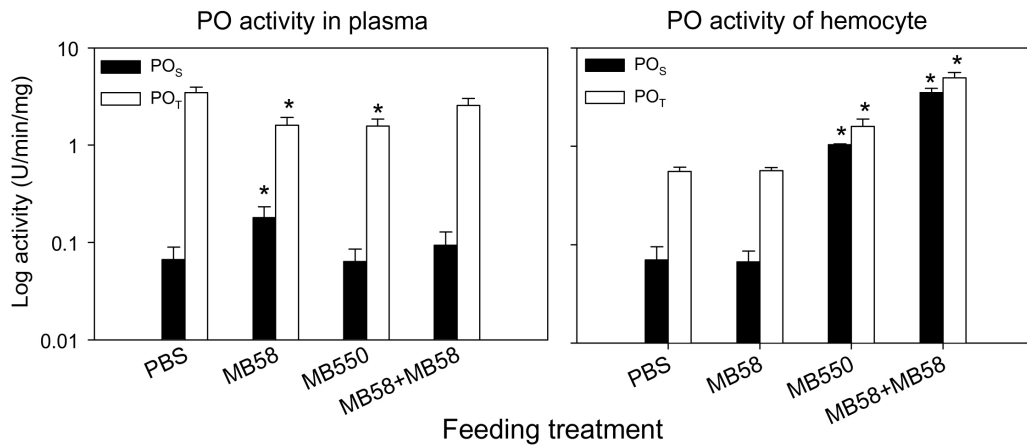 PO activity in plasma
PO activity of hemocyte
Log activity (U/min/mg)
10
1
0.1
0.01
POS
POT
*
*
*
PBS
MB58
MB550
MB58+MB58
POS
POT
*
*
*
*
PBS
MB58
MB550
MB58+MB58
Feeding treatment